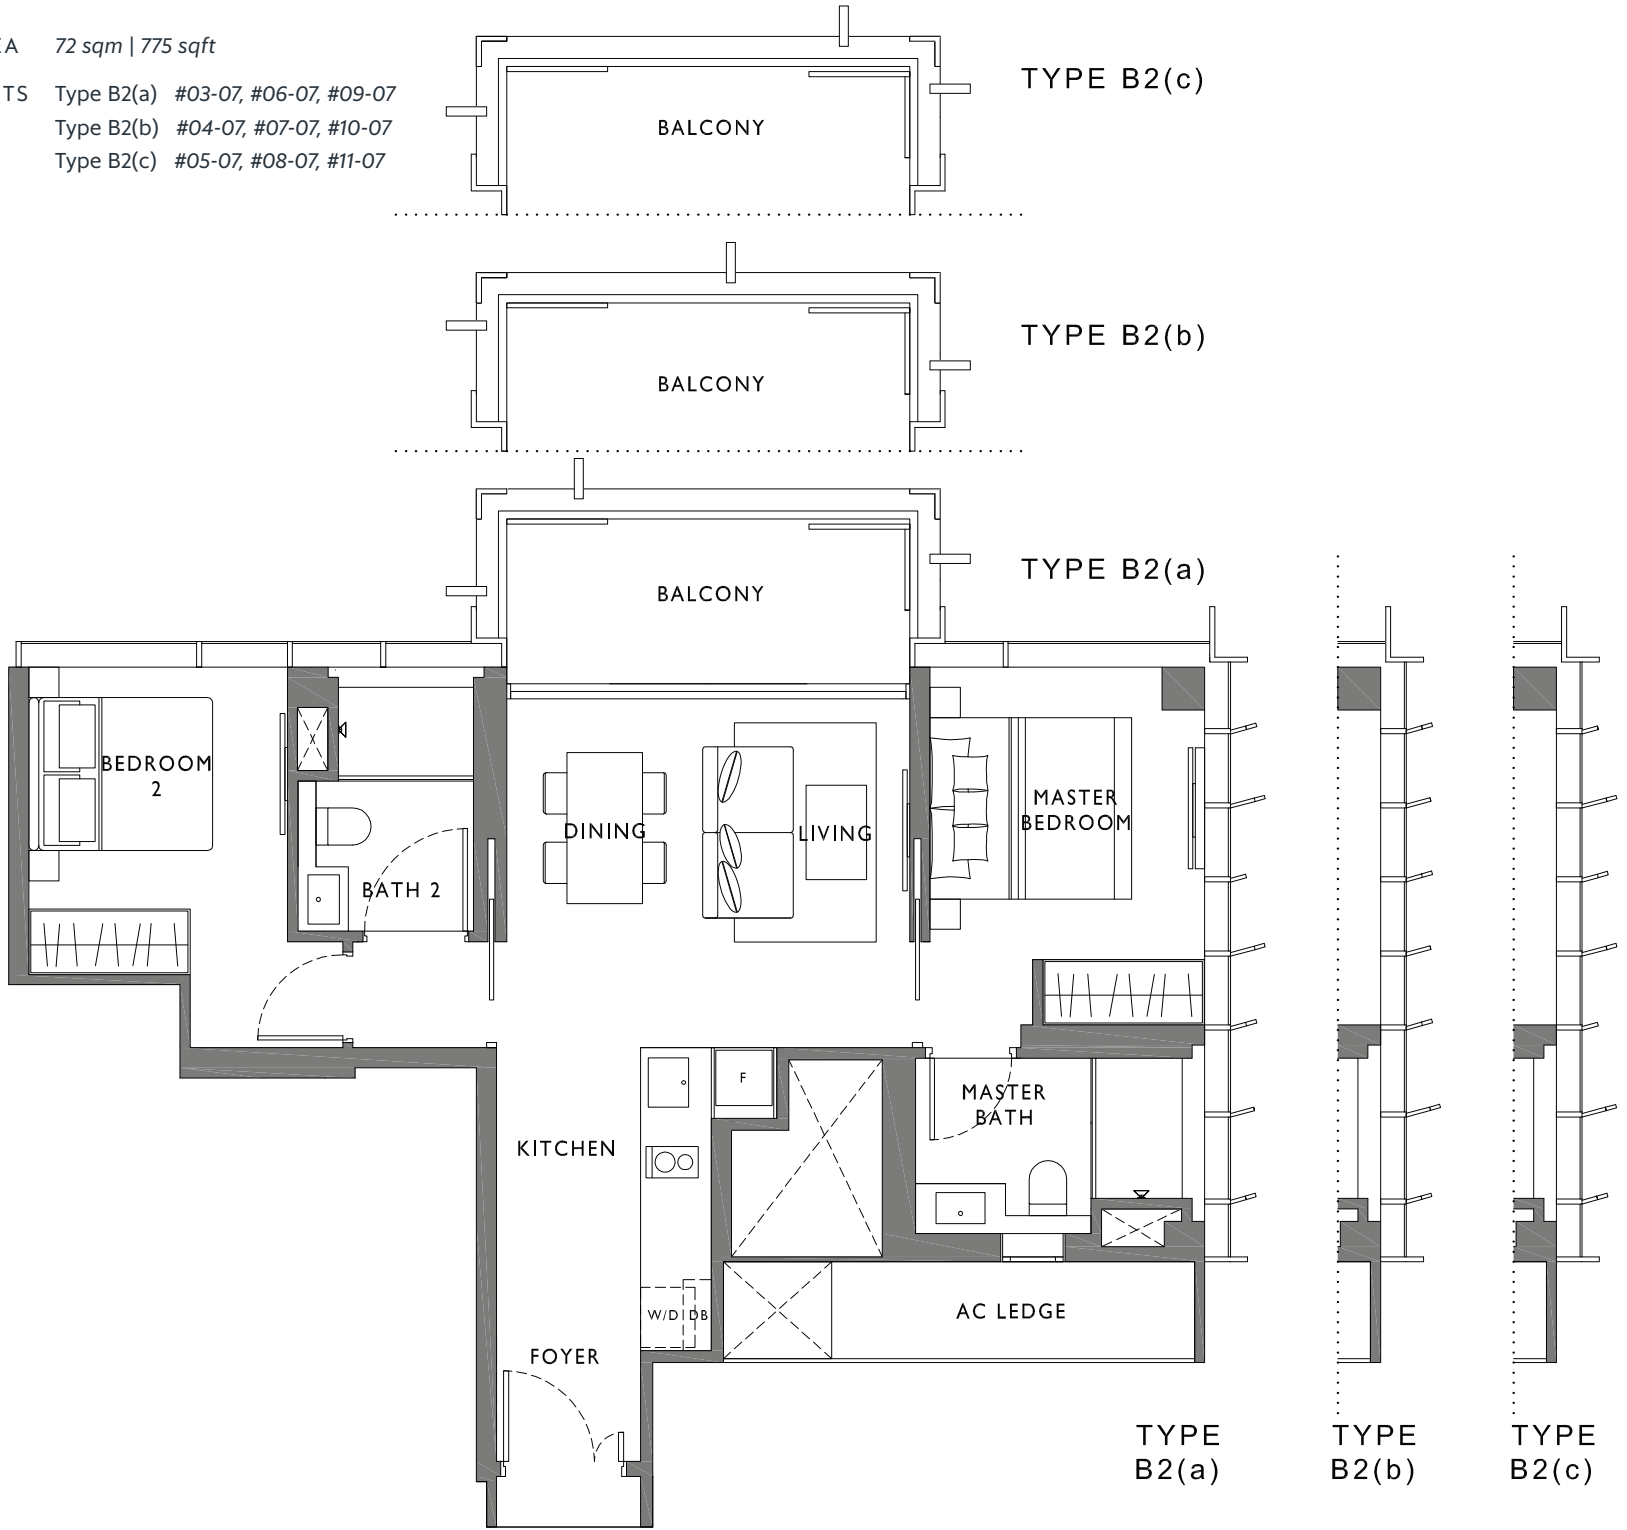 EA 72 sqm | 775 sqft
TS Type B2(a) #03-07, #06-07, #09-07
Type B2(b) #04-07, #07-07, #10-07
Type B2(c) #05-07, #08-07, #11-07
TYPE B2(c)
BALCONY
TYPE B2(b)
BALCONY
TYPE B2(a)
BALCONY
BEDROOM
2
MASTER
BEDROOM
DINING
LIVING
BATH 2
F
MASTER
BATH
KITCHEN
W/D
DB
AC LEDGE
FOYER
TYPE
B2(a)
TYPE
B2(b)
TYPE
B2(c)